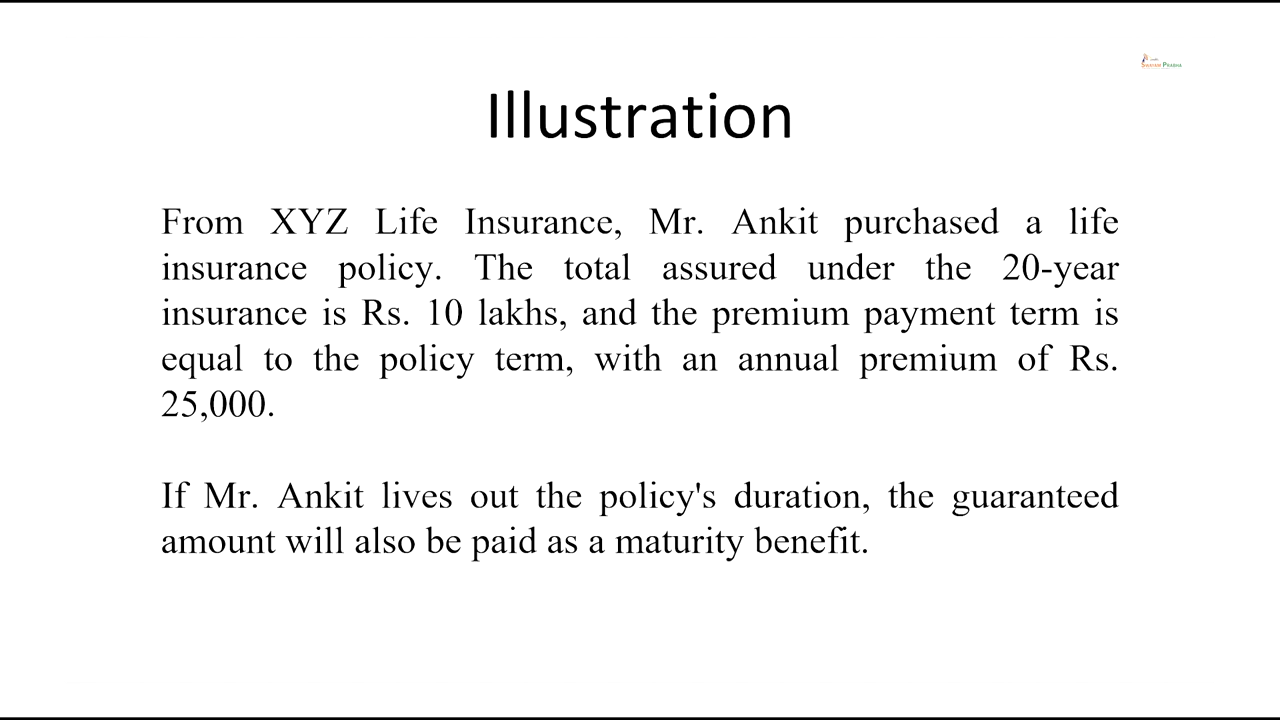 SWAYAM PRABHA
Illustration
From XYZ Life Insurance, Mr. Ankit purchased a life
insurance policy. The total assured under the 20-year
insurance is Rs. 10 lakhs, and the premium payment term is
equal to the policy term, with an annual premium of Rs.
25,000.
If Mr. Ankit lives out the policy's duration, the guaranteed
amount will also be paid as a maturity benefit.